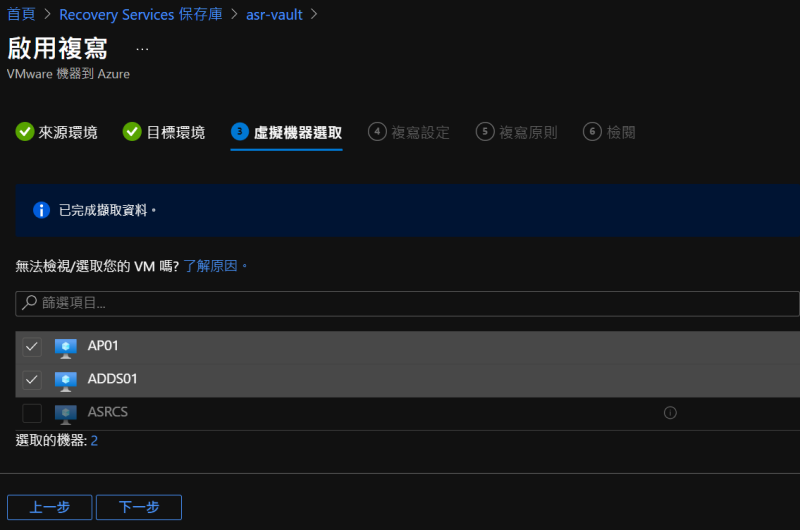 首頁 > Recovery Services 保存庫 > asr-vault >
啟用複寫 ...
VMware 機器到 Azure
來源環境 目標環境 3 虛擬機器選取 4 複寫設定 5 複寫原則 6 檢閱
已完成擷取資料。
無法檢視/選取您的 VM 嗎? 了解原因。
篩選項目...
AP01
ADDS01
ASRCS
選取的機器: 2
上一步 下一步